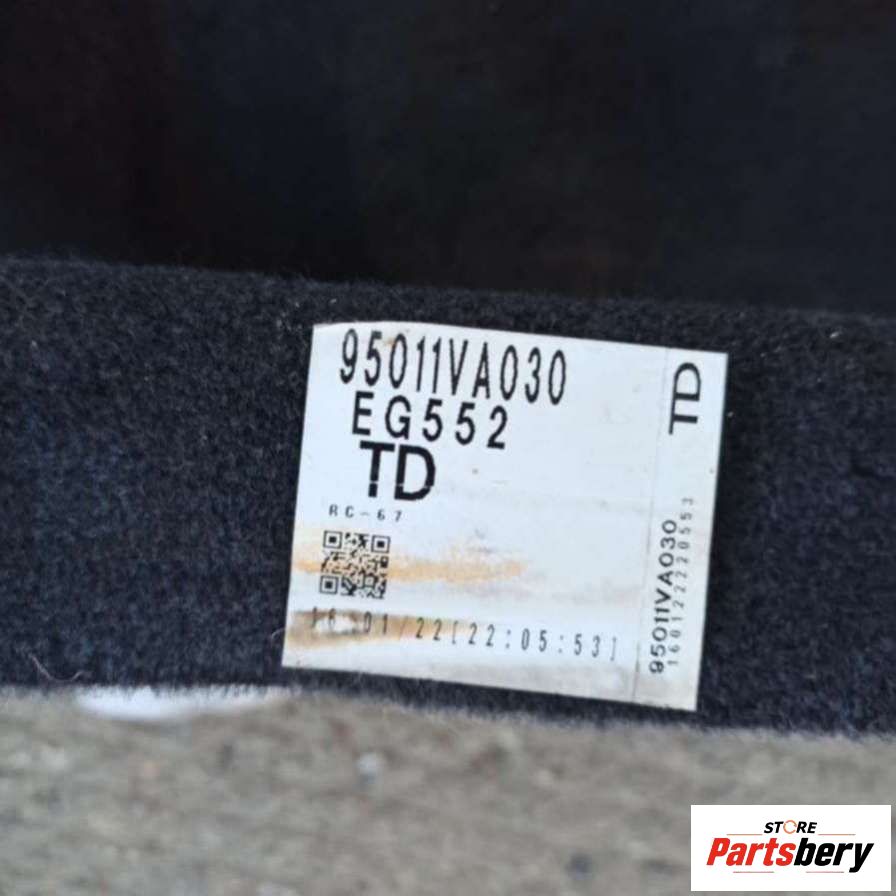 95011VA030
EG552
TD
RC-67
16/01/22[22:05:53]
TD
95011VA030
160122220553
STORE
Partsbery